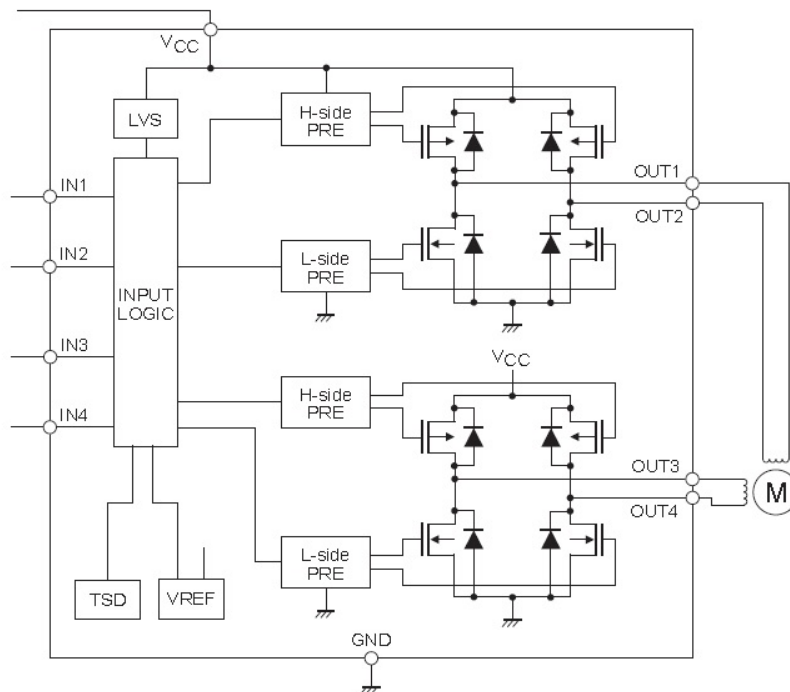 VCC
LVS
H-side
PRE
IN1
OUT1
OUT2
IN2
L-side
PRE
INPUT
LOGIC
IN3
VCC
H-side
PRE
IN4
OUT3
M
OUT4
L-side
PRE
TSD
VREF
GND